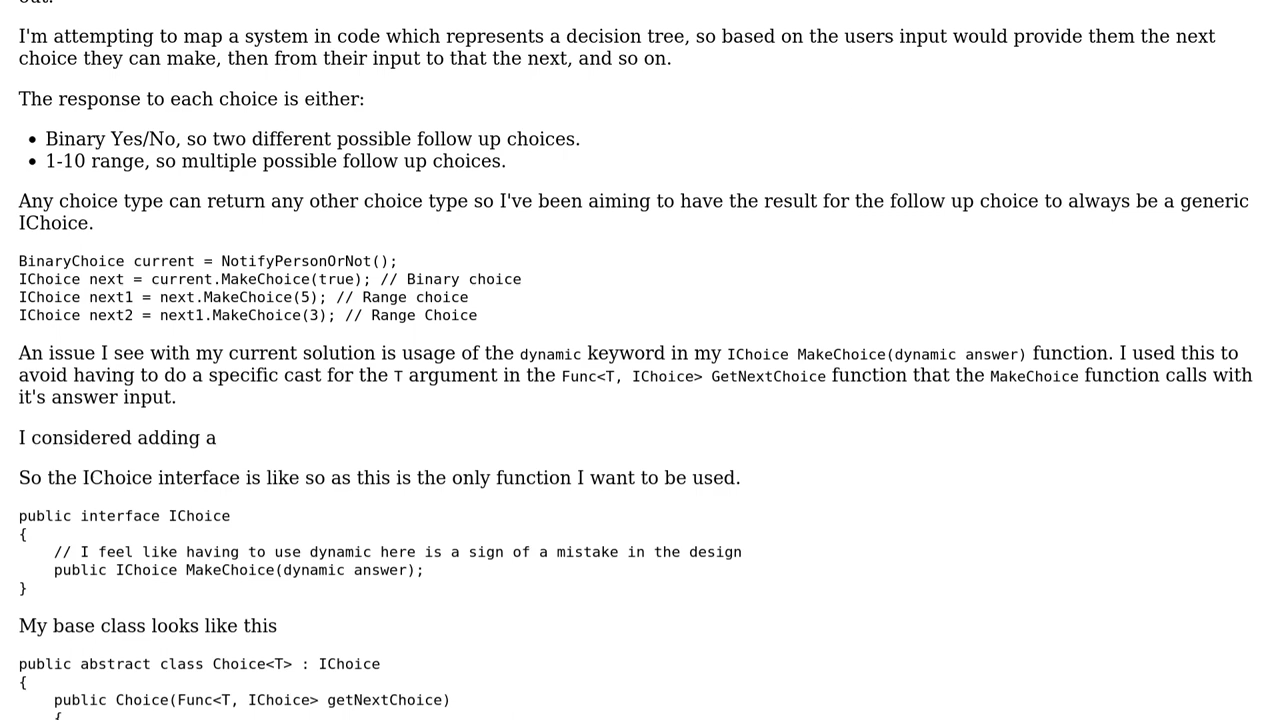 out.
I'm attempting to map a system in code which represents a decision tree, so based on the users input would provide them the next
choice they can make, then from their input to that the next, and so on.
The response to each choice is either:
• Binary Yes/No, so two different possible follow up choices.
• 1-10 range, so multiple possible follow up choices.
Any choice type can return any other choice type so I've been aiming to have the result for the follow up choice to always be a generic
IChoice.
BinaryChoice current = NotifyPersonOrNot();
IChoice next = current.MakeChoice(true); // Binary choice
IChoice next1 = next.MakeChoice(5); // Range choice
IChoice next2 = next1.MakeChoice(3); // Range Choice
An issue I see with my current solution is usage of the dynamic keyword in my IChoice MakeChoice(dynamic answer) function. I used this to
avoid having to do a specific cast for the T argument in the Func<T, IChoice> GetNextChoice function that the MakeChoice function calls with
it's answer input.
I considered adding a
So the IChoice interface is like so as this is the only function I want to be used.
public interface IChoice
{
    // I feel like having to use dynamic here is a sign of a mistake in the design
    public IChoice MakeChoice(dynamic answer);
}
My base class looks like this
public abstract class Choice<T> : IChoice
{
    public Choice(Func<T, IChoice> getNextChoice)
    {